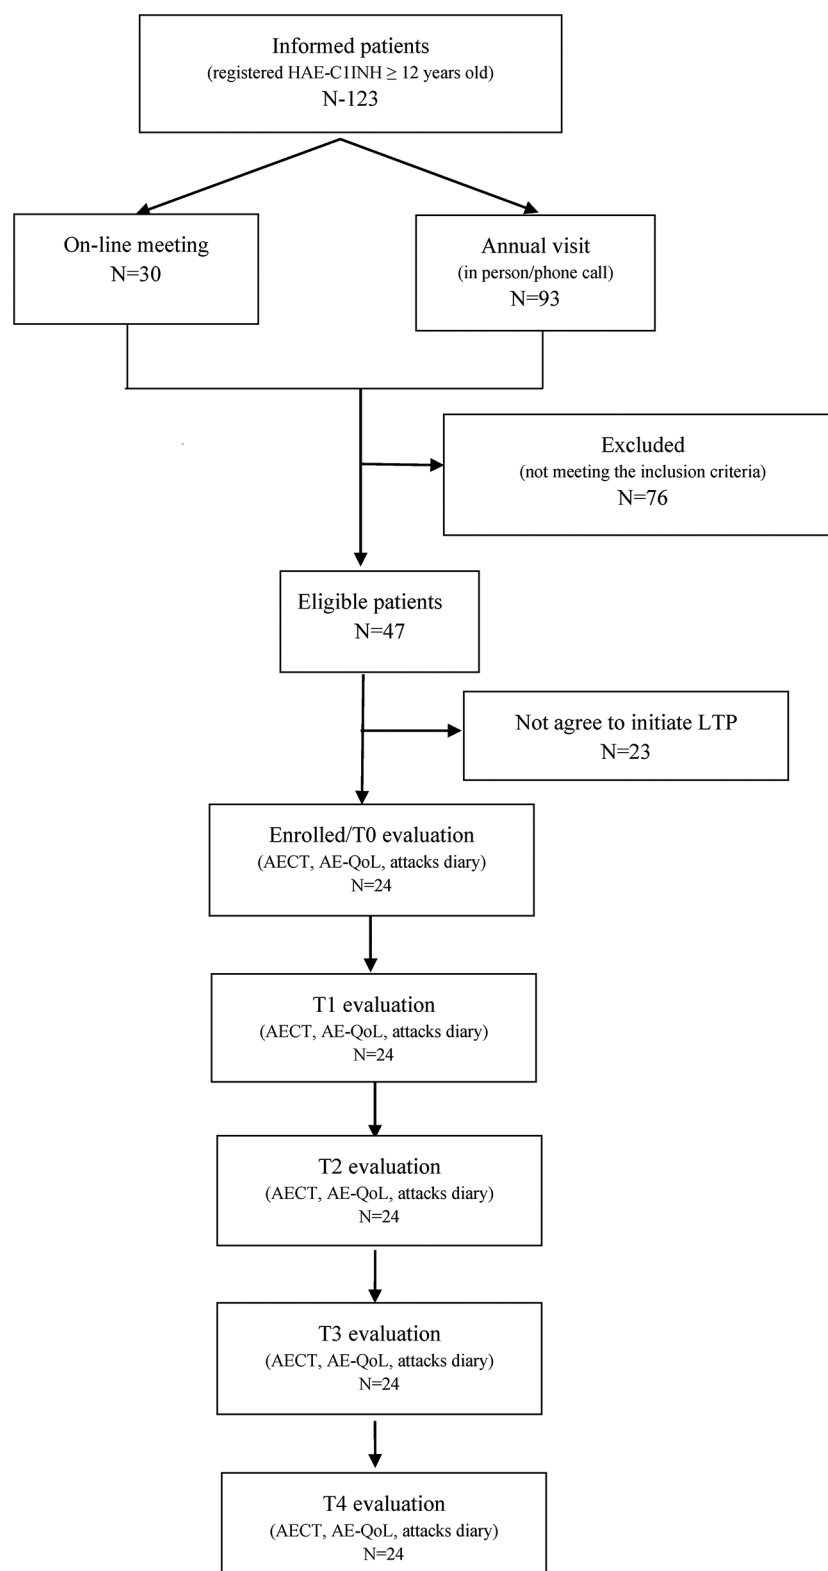 Informed patients
(registered HAE-C1INH ≥ 12 years old)
N-123
On-line meeting
N=30
Annual visit
(in person/phone call)
N=93
Excluded
(not meeting the inclusion criteria)
N=76
Eligible patients
N=47
Not agree to initiate LTP
N=23
Enrolled/T0 evaluation
(AECT, AE-QoL, attacks diary)
N=24
T1 evaluation
(AECT, AE-QoL, attacks diary)
N=24
T2 evaluation
(AECT, AE-QoL, attacks diary)
N=24
T3 evaluation
(AECT, AE-QoL, attacks diary)
N=24
T4 evaluation
(AECT, AE-QoL, attacks diary)
N=24